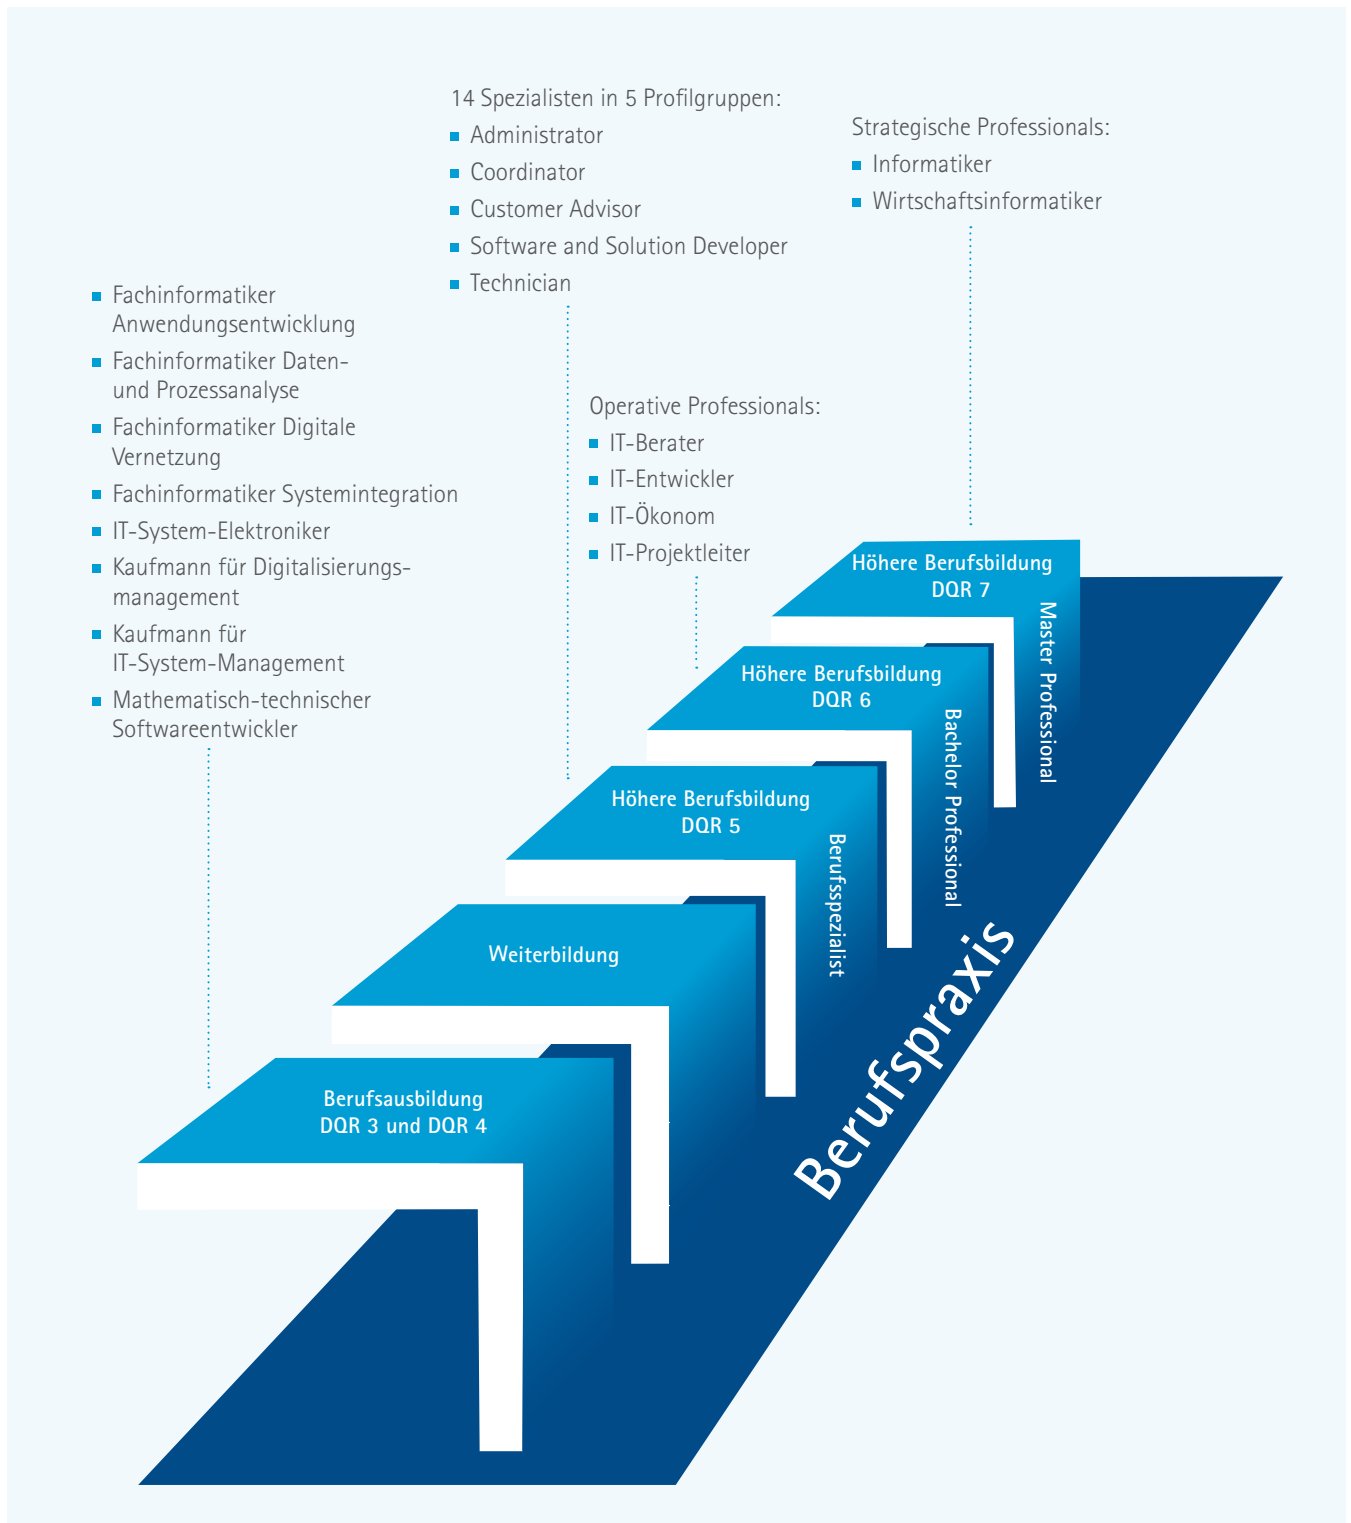 14 Spezialisten in 5 Profilgruppen:
Administrator
Coordinator
Customer Advisor
Software and Solution Developer
Technician
Strategische Professionals:
Informatiker
Wirtschaftsinformatiker
Fachinformatiker
Anwendungsentwicklung
Fachinformatiker Daten-
und Prozessanalyse
Fachinformatiker Digitale
Vernetzung
Fachinformatiker Systemintegration
IT-System-Elektroniker
Kaufmann für Digitalisierungs-
management
Kaufmann für
IT-System-Management
Mathematisch-technischer
Softwareentwickler
Operative Professionals:
IT-Berater
IT-Entwickler
IT-Ökonom
IT-Projektleiter
Höhere Berufsbildung
DQR 7
Master Professional
Höhere Berufsbildung
DQR 6
Bachelor Professional
Höhere Berufsbildung
DQR 5
Berufsspezialist
Weiterbildung
Berufsausbildung
DQR 3 und DQR 4
Berufspraxis